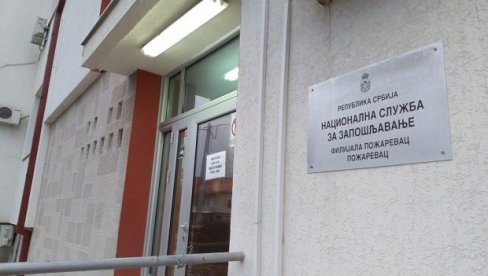 РЕПУБЛИКА СРБИЈА
НАЦИОНАЛНА СЛУЖБА
ЗА ЗАПОШЉАВАЊЕ
ФИЛИЈАЛА ПОЖАРЕВАЦ
ПОЖАРЕВАЦ